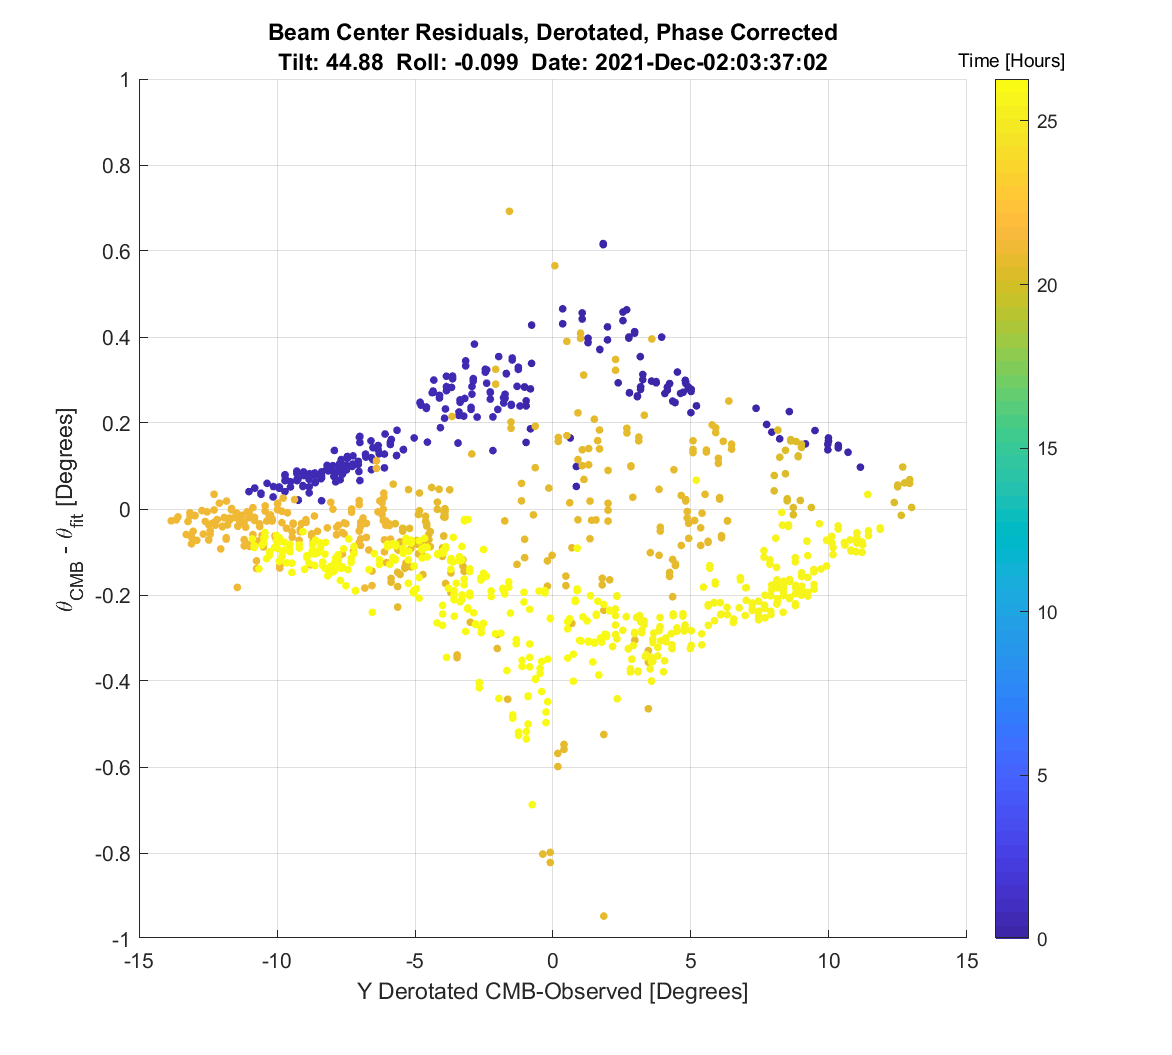 Beam Center Residuals, Derotated, Phase Corrected
Tilt: 44.88 Roll: -0.099 Date: 2021-Dec-02:03:37:02
Time [Hours]
1
0.8
0.6
0.4
0.2
0
-0.2
-0.4
-0.6
-0.8
-1
θCMB - θfit [Degrees]
-15 -10 -5 0 5 10 15
Y Derotated CMB-Observed [Degrees]
25
20
15
10
5
0